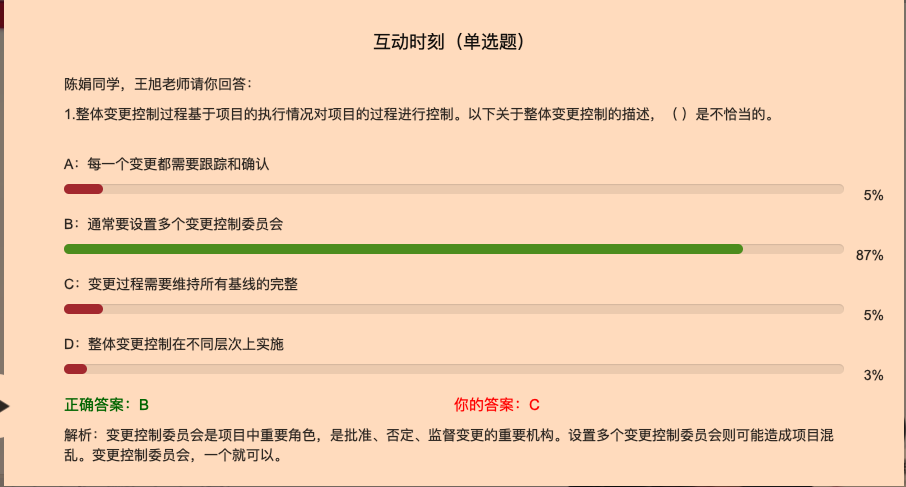 互动时刻（单选题）
陈娟同学，王旭老师请你回答：
1.整体变更控制过程基于项目的执行情况对项目的过程进行控制。以下关于整体变更控制的描述，（ ）是不恰当的。
A：每一个变更都需要跟踪和确认
5%
B：通常要设置多个变更控制委员会
87%
C：变更过程需要维持所有基线的完整
5%
D：整体变更控制在不同层次上实施
3%
正确答案：B
你的答案：C
解析：变更控制委员会是项目中重要角色，是批准、否定、监督变更的重要机构。设置多个变更控制委员会则可能造成项目混
乱。变更控制委员会，一个就可以。